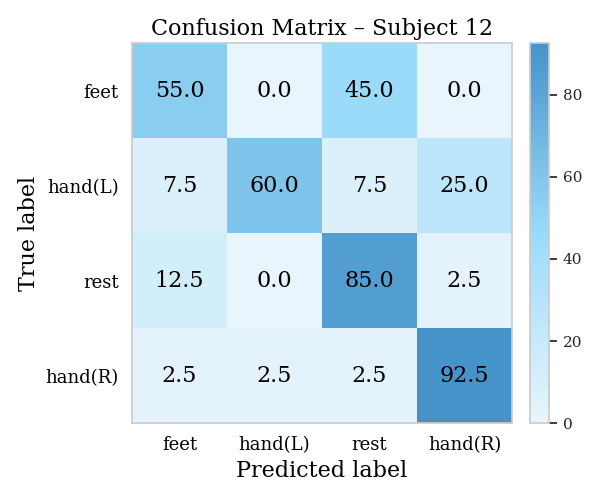 Confusion Matrix – Subject 12
feet 55.0 0.0 45.0 0.0
hand(L) 7.5 60.0 7.5 25.0
rest 12.5 0.0 85.0 2.5
hand(R) 2.5 2.5 2.5 92.5
feet hand(L) rest hand(R)
Predicted label
True label
80
60
40
20
0